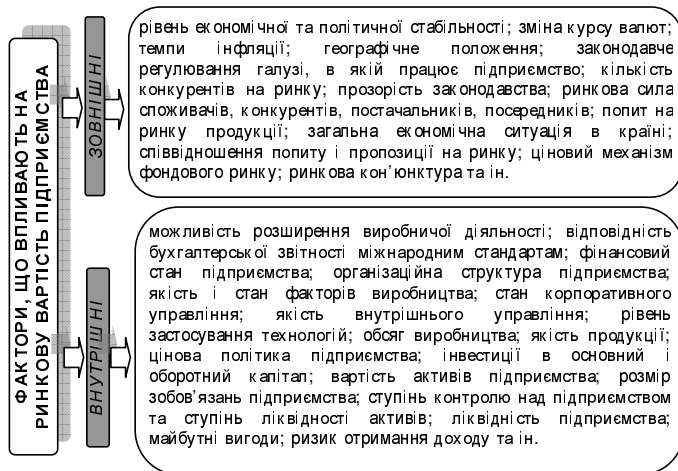 ФАКТОРИ, ЩО ВПЛИВАЮТЬ НА
РИНКОВУ ВАРТІСТЬ ПІДПРИЄМСТВА
ЗОВНІШНІ
рівень економічної та політичної стабільності; зміна курсу валют;
темпи інфляції; географічне положення; законодавче
регулювання галузі, в якій працює підприємство; кількість
конкурентів на ринку; прозорість законодавства; ринкова сила
споживачів, конкурентів, постачальників, посередників; попит на
ринку продукції; загальна економічна ситуація в країні;
співвідношення попиту і пропозиції на ринку; ціновий механізм
фондового ринку; ринкова кон'юнктура та ін.
ВНУТРІШНІ
можливість розширення виробничої діяльності; відповідність
бухгалтерської звітності міжнародним стандартам; фінансовий
стан підприємства; організаційна структура підприємства;
якість і стан факторів виробництва; стан корпоративного
управління; якість внутрішнього управління; рівень
застосування технологій; обсяг виробництва; якість продукції;
цінова політика підприємства; інвестиції в основний і
оборотний капітал; вартість активів підприємства; розмір
зобов'язань підприємства; ступінь контролю над підприємством
та ступінь ліквідності активів; ліквідність підприємства;
майбутні вигоди; ризик отримання доходу та ін.